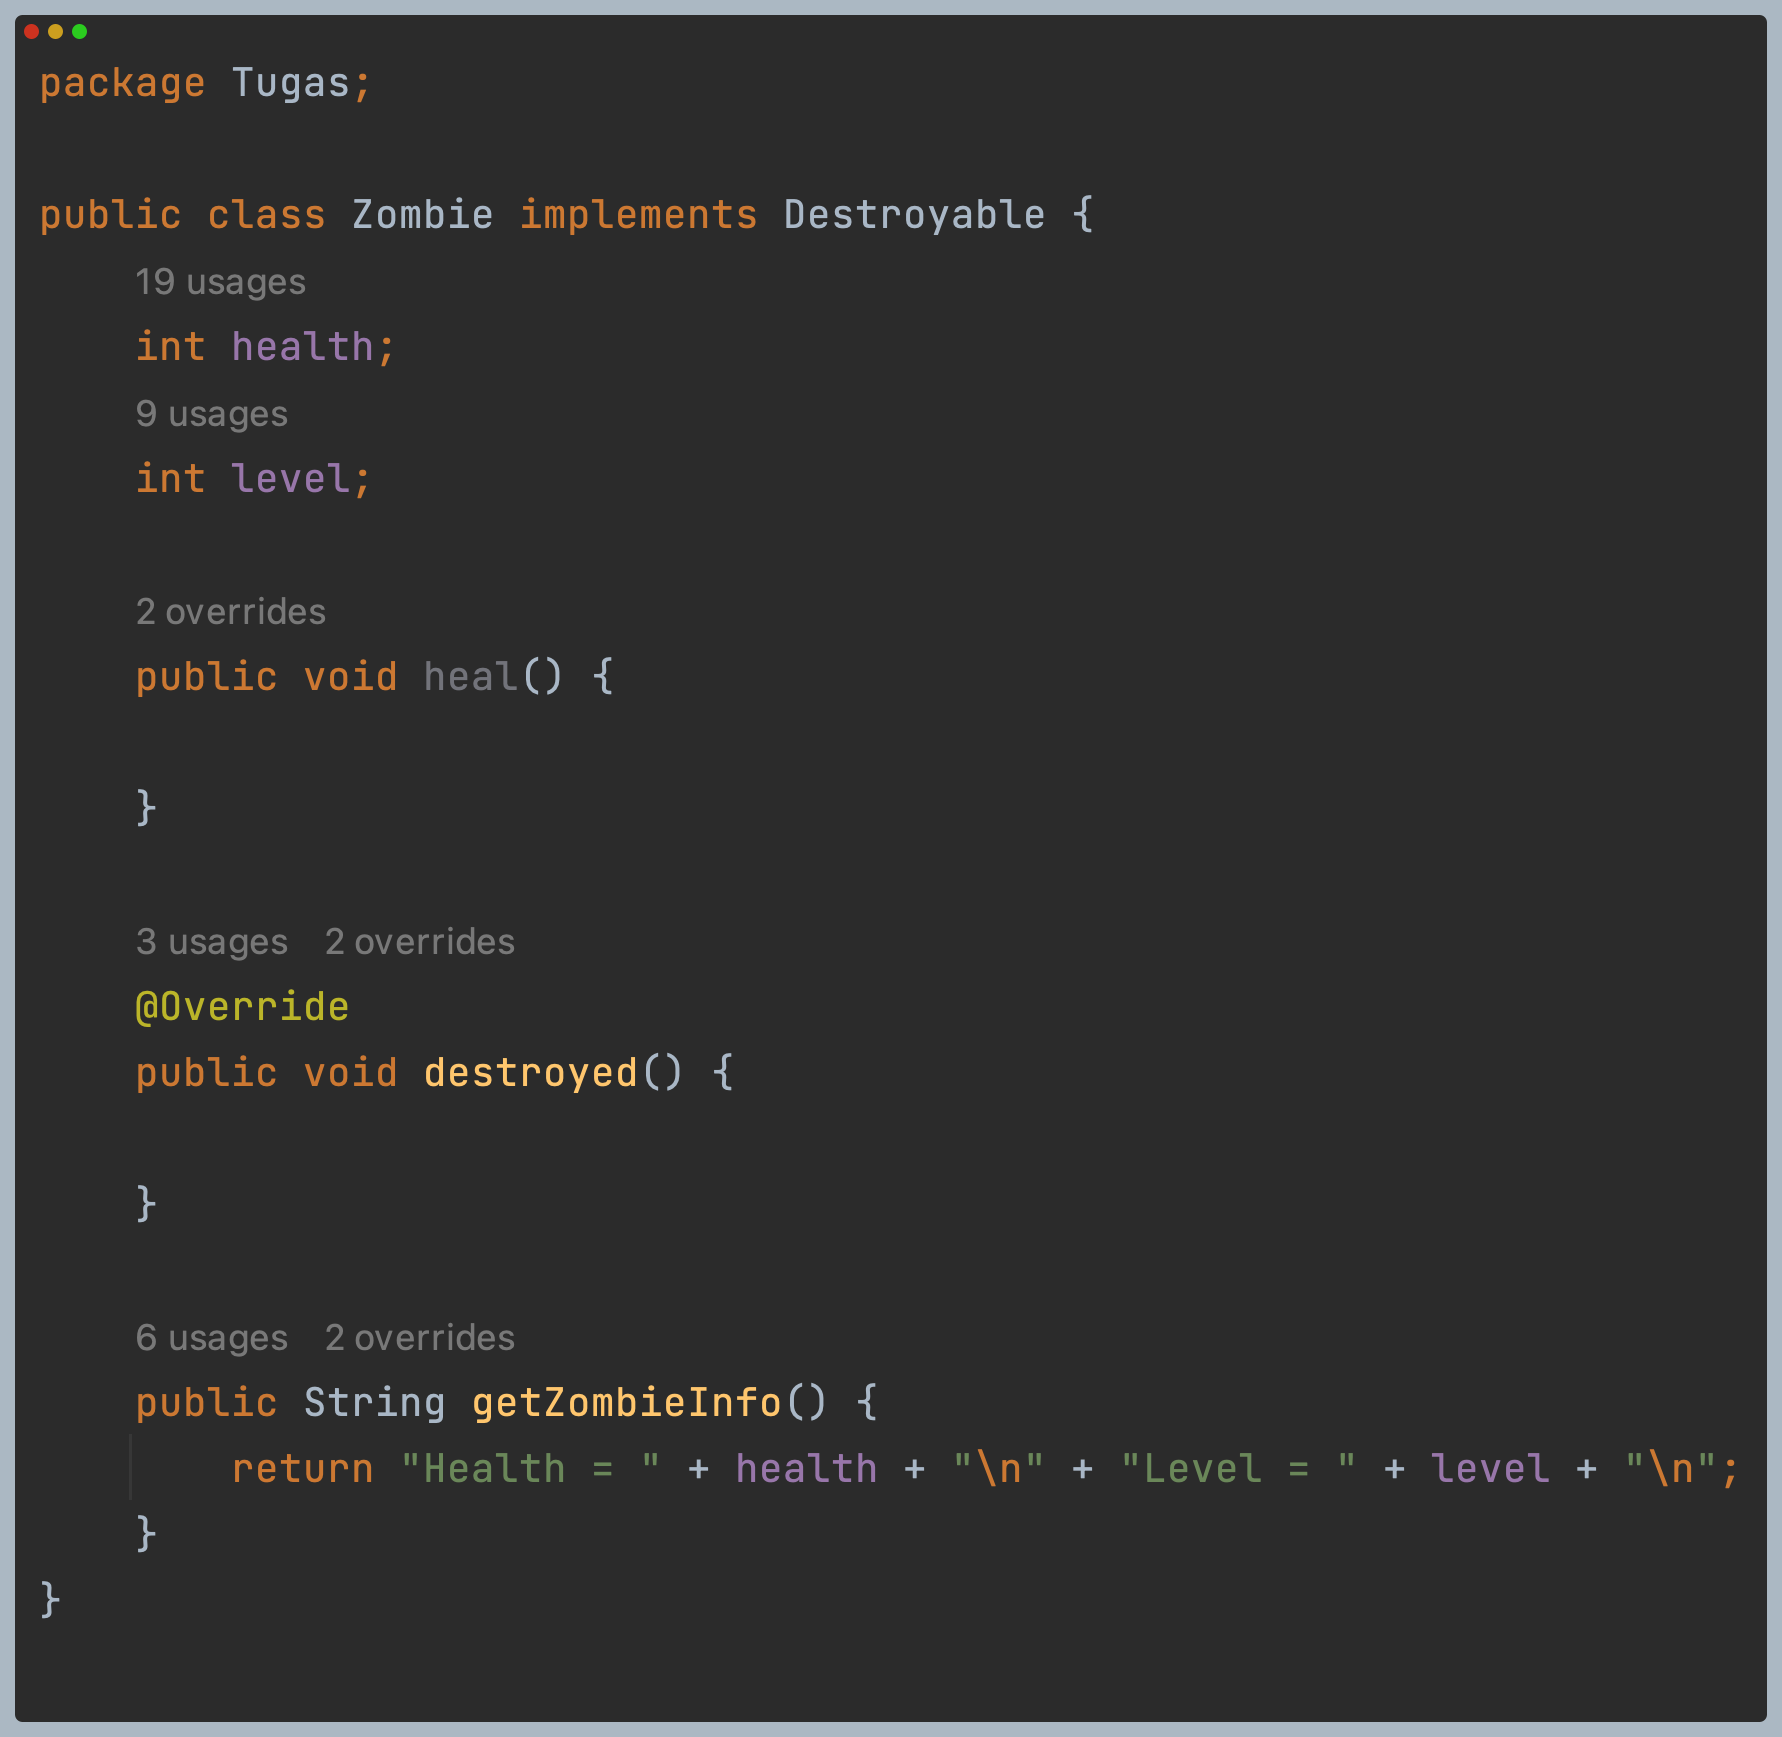 package Tugas;
public class Zombie implements Destroyable {
19 usages
int health;
9 usages
int level;
2 overrides
public void heal() {
}
3 usages   2 overrides
@Override
public void destroyed() {
}
6 usages   2 overrides
public String getZombieInfo() {
return "Health = " + health + "\n" + "Level = " + level + "\n";
}
}